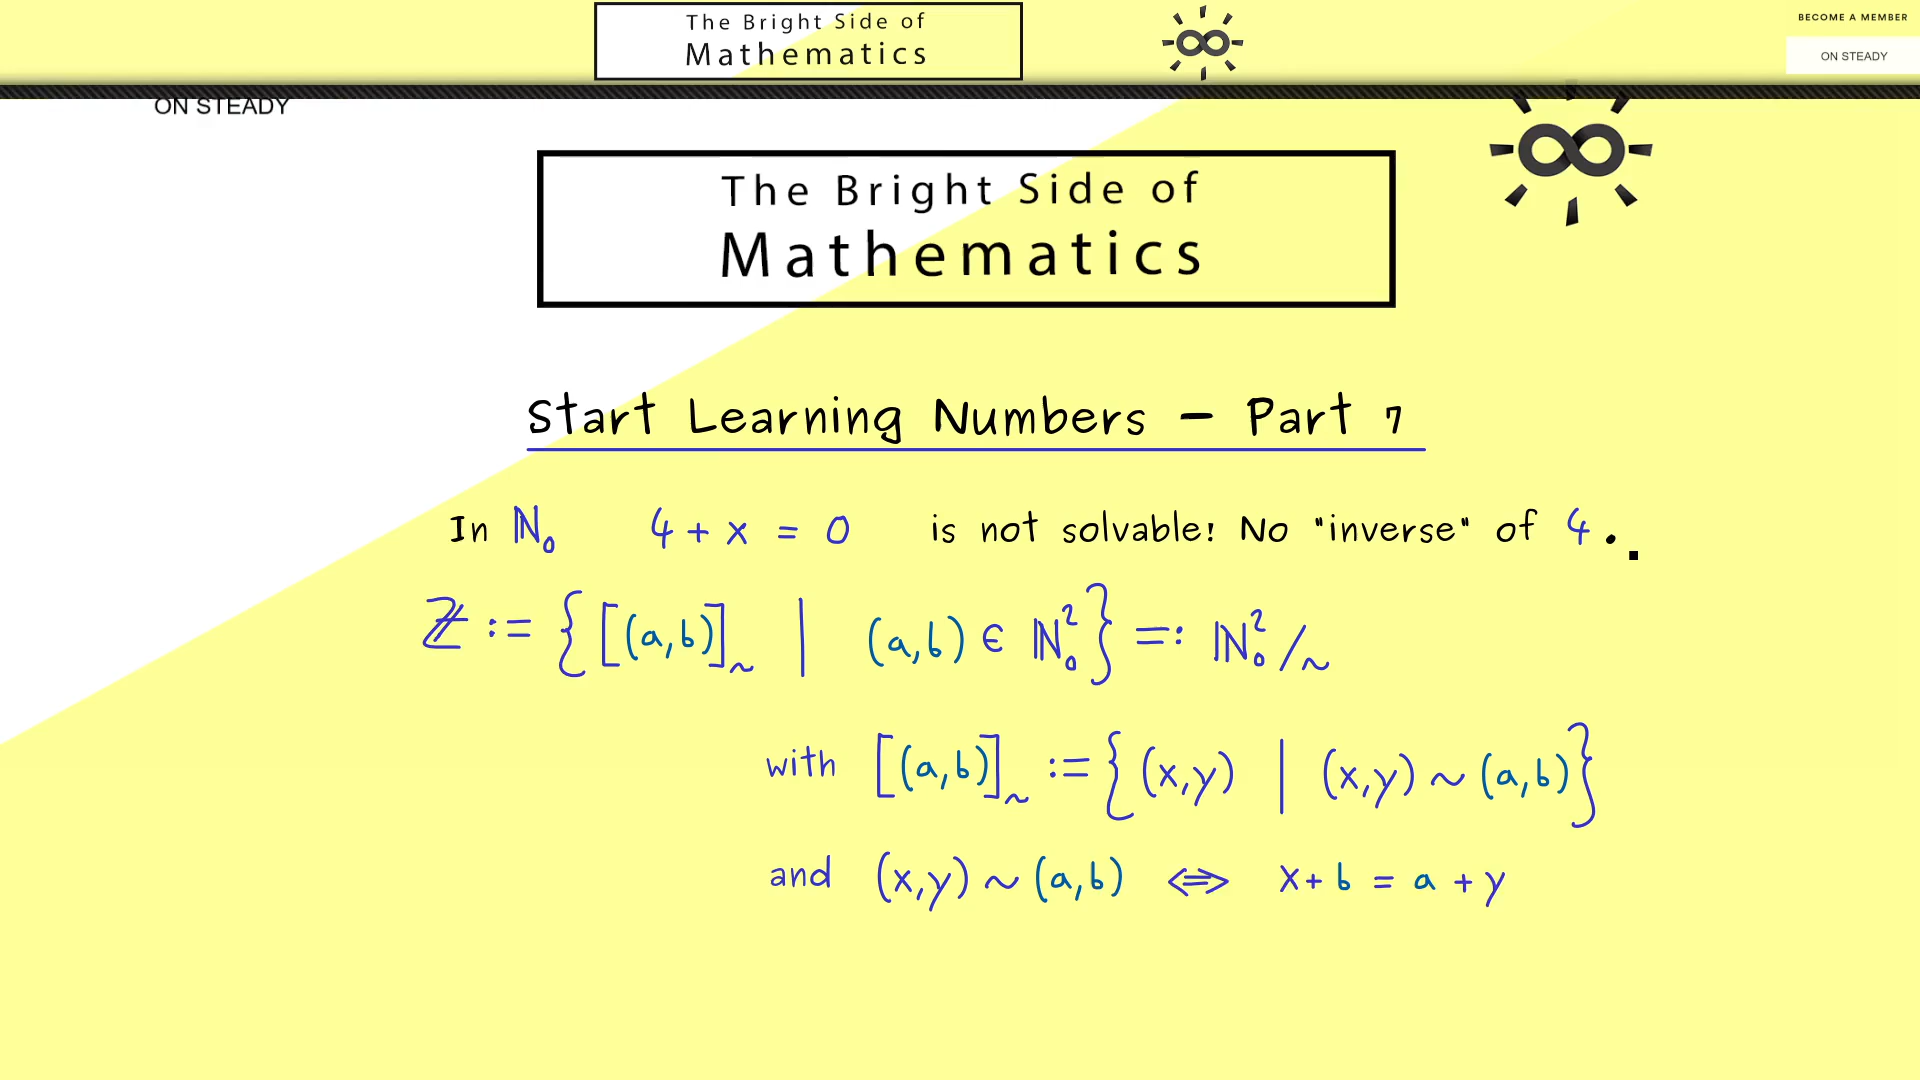 The Bright Side of
Mathematics
BECOME A MEMBER
ON STEADY
ON STEADY
The Bright Side of
Mathematics
Start Learning Numbers – Part 7
In ℕ₀ 4 + x = 0 is not solvable! No "inverse" of 4.
ℤ := { [(a,b)]_~ | (a,b) ∈ ℕ₀² } =: ℕ₀²/~
with [(a,b)]_~ := { (x,y) | (x,y) ~ (a,b) }
and (x,y) ~ (a,b) ⟺ x + b = a + y